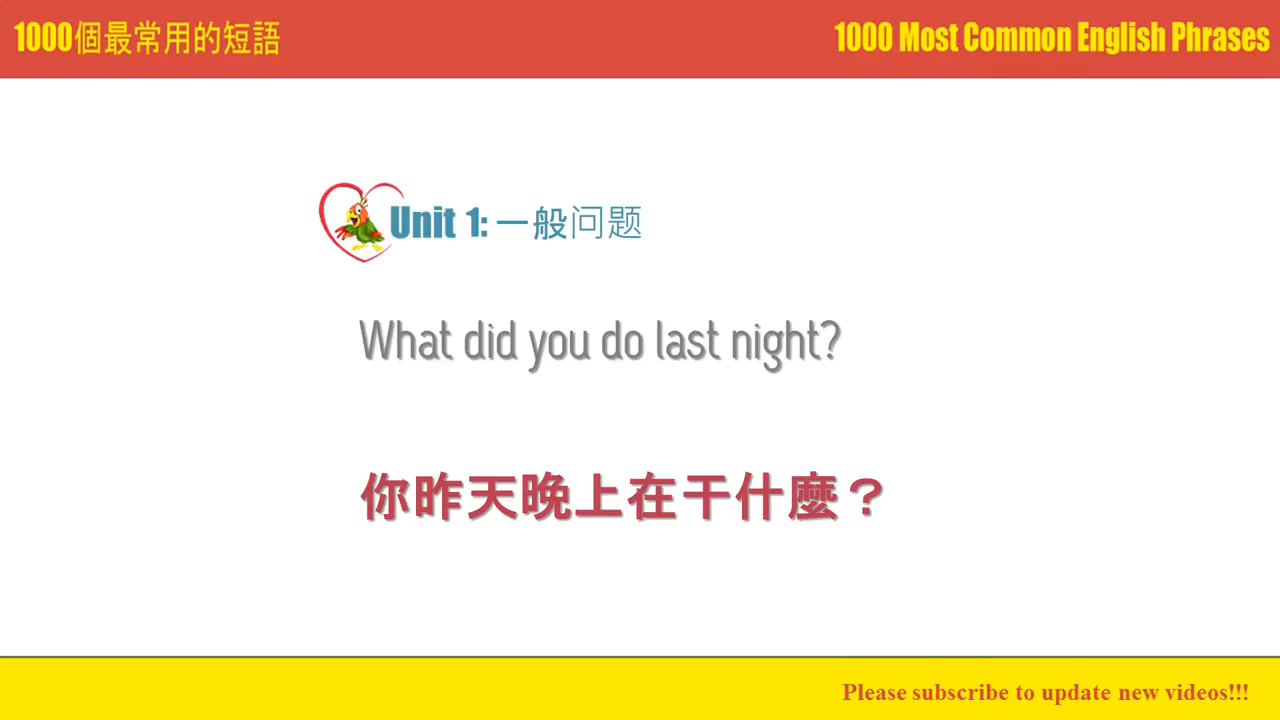 1000個最常用的短語
1000 Most Common English Phrases
Unit 1: 一般问题
What did you do last night?
你昨天晚上在干什麼？
Please subscribe to update new videos!!!